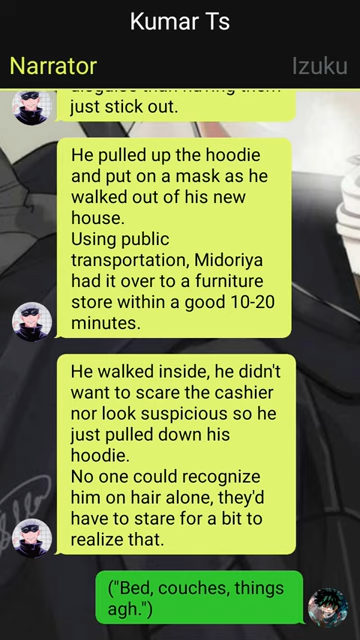 Kumar Ts
Narrator
Izuku
disguise than having them
just stick out.
He pulled up the hoodie
and put on a mask as he
walked out of his new
house.
Using public
transportation, Midoriya
had it over to a furniture
store within a good 10-20
minutes.
He walked inside, he didn't
want to scare the cashier
nor look suspicious so he
just pulled down his
hoodie.
No one could recognize
him on hair alone, they'd
have to stare for a bit to
realize that.
("Bed, couches, things
agh.")